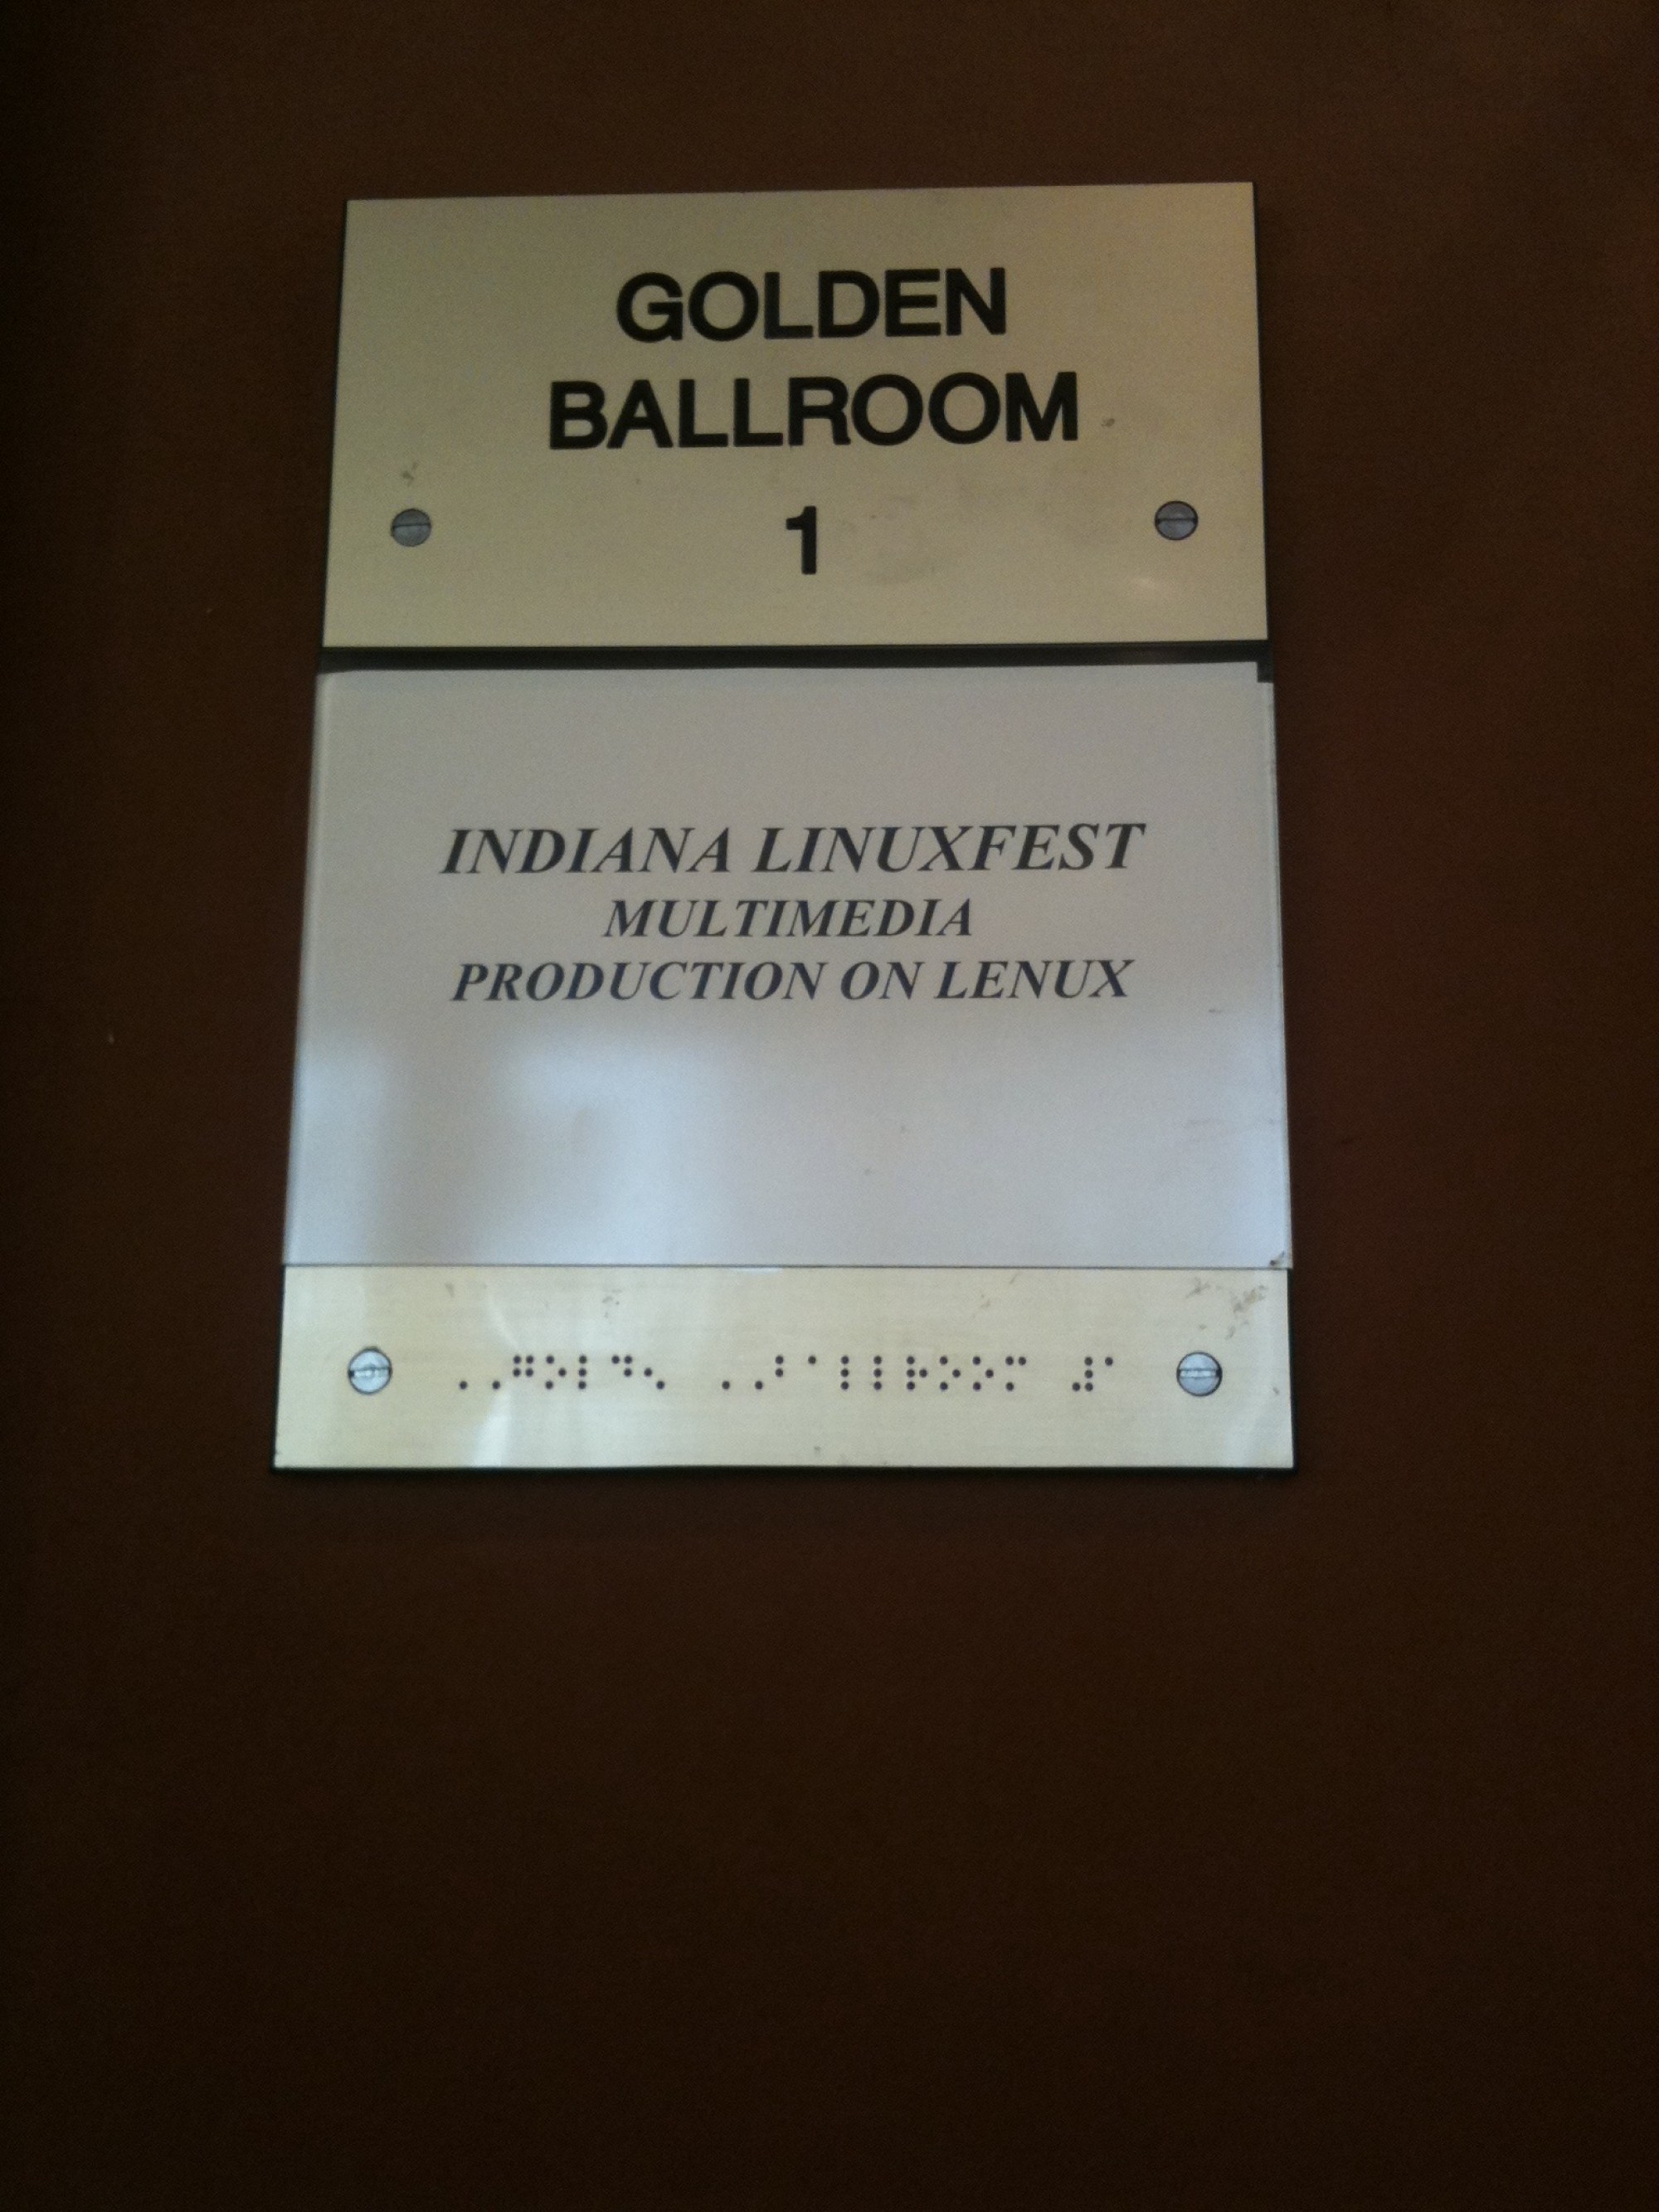 GOLDEN
BALLROOM
1
INDIANA LINUXFEST
MULTIMEDIA
PRODUCTION ON LENUX